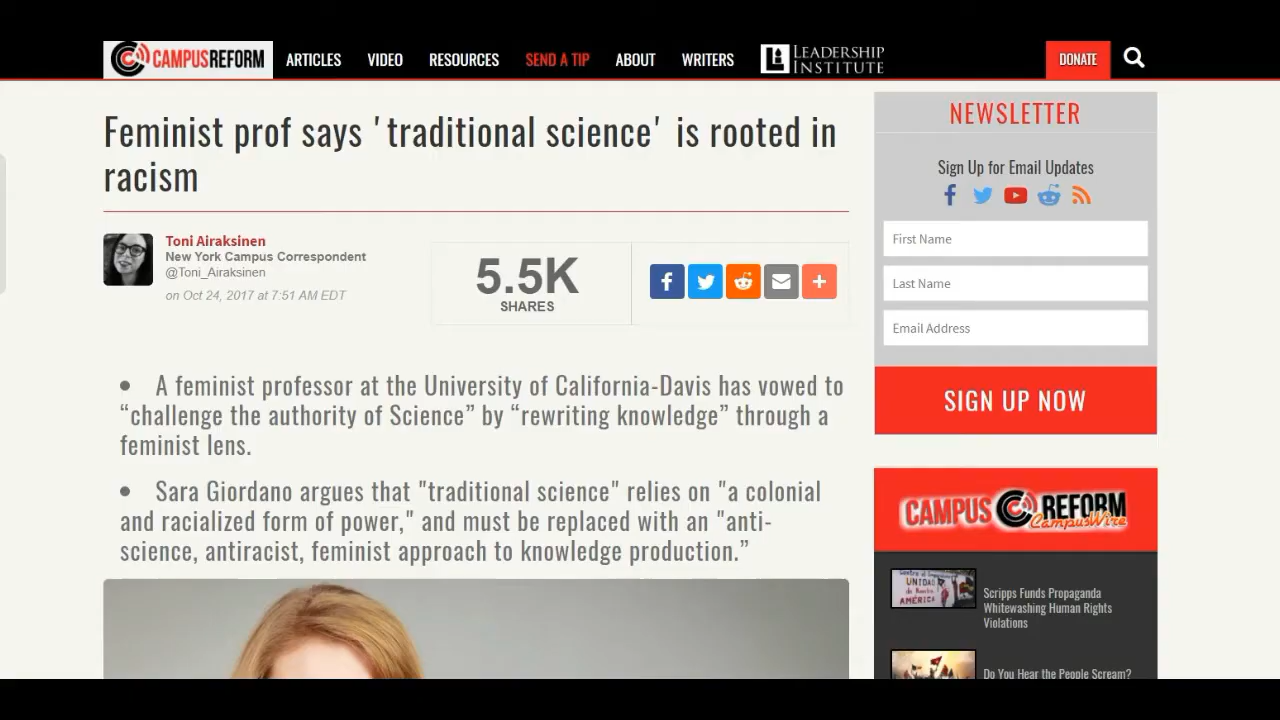 CAMPUSREFORM ARTICLES VIDEO RESOURCES SEND A TIP ABOUT WRITERS LEADERSHIP INSTITUTE DONATE
Feminist prof says 'traditional science' is rooted in
racism
Toni Airaksinen
New York Campus Correspondent
@Toni_Airaksinen
on Oct 24, 2017 at 7:51 AM EDT
5.5K
SHARES
A feminist professor at the University of California-Davis has vowed to
“challenge the authority of Science” by “rewriting knowledge” through a
feminist lens.
Sara Giordano argues that "traditional science" relies on "a colonial
and racialized form of power," and must be replaced with an "anti-
science, antiracist, feminist approach to knowledge production.”
NEWSLETTER
Sign Up for Email Updates
First Name
Last Name
Email Address
SIGN UP NOW
CAMPUS REFORM
CampusWire
UNIDAD
AMÉRICA
Scripps Funds Propaganda
Whitewashing Human Rights
Violations
Do You Hear the People Scream?